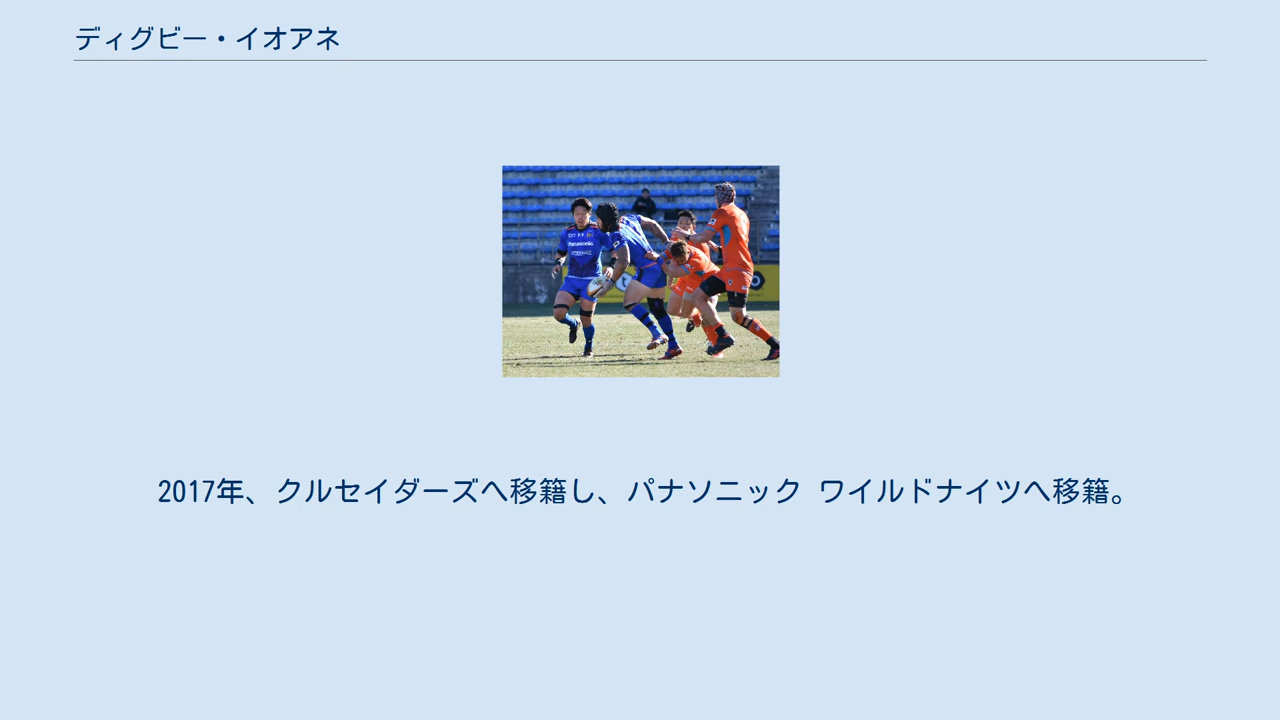 ディグビー・イオアネ
Panasonic
2017年、クルセイダーズへ移籍し、パナソニック ワイルドナイツへ移籍。